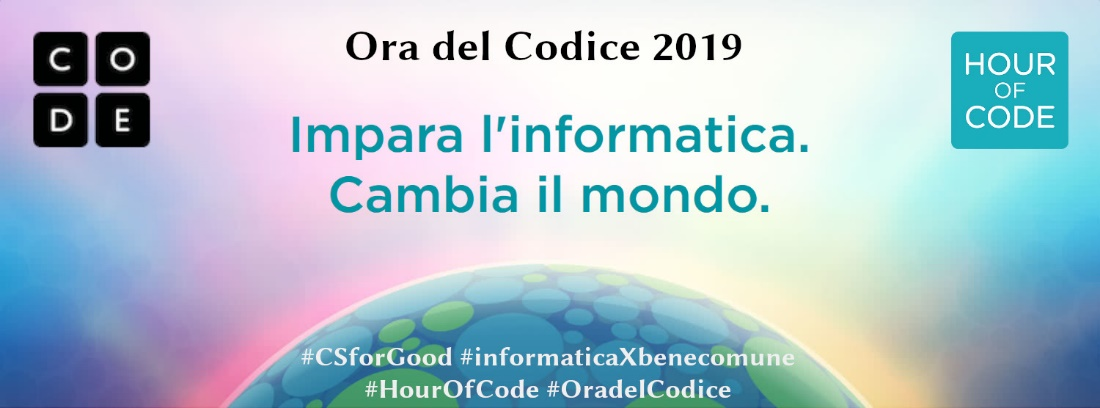 C O
D E
Ora del Codice 2019
HOUR
OF
CODE
Impara l'informatica.
Cambia il mondo.
#CSforGood #informaticaXbenecomune
#HourOfCode #OradelCodice